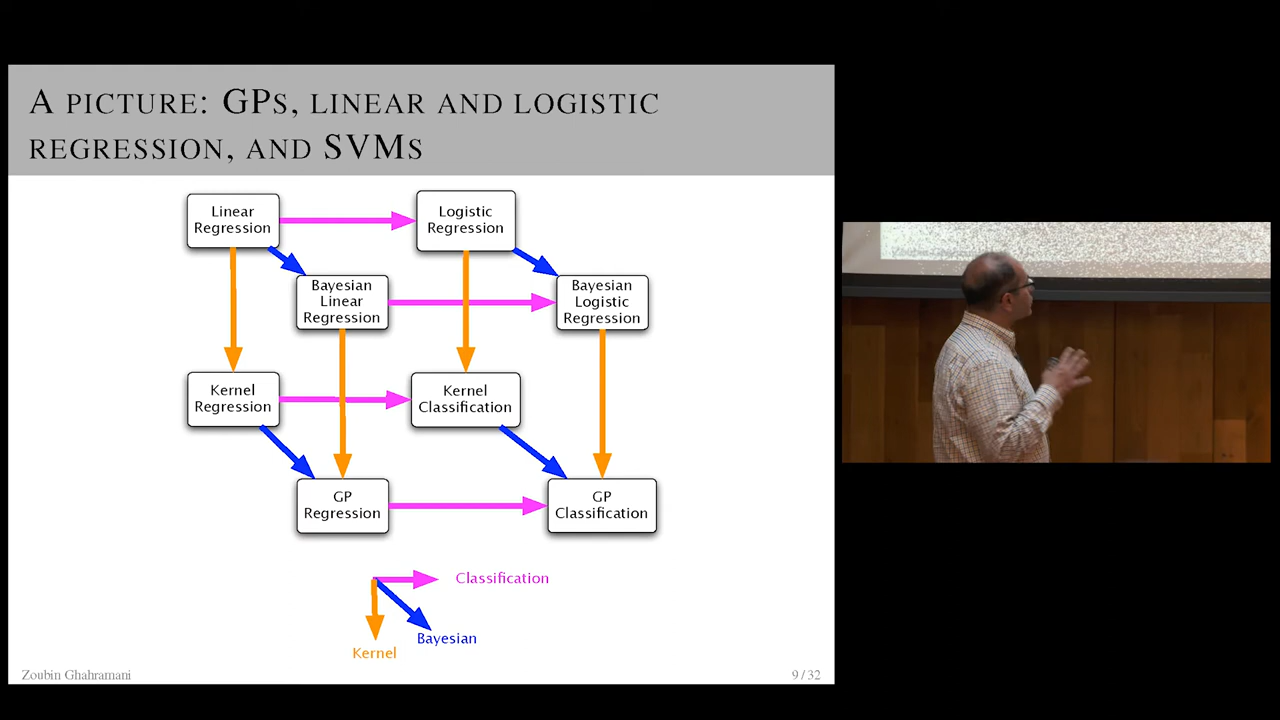 A PICTURE: GPS, LINEAR AND LOGISTIC
REGRESSION, AND SVMS
Linear
Regression
Logistic
Regression
Bayesian
Linear
Regression
Bayesian
Logistic
Regression
Kernel
Regression
Kernel
Classification
GP
Regression
GP
Classification
Classification
Bayesian
Kernel
Zoubin Ghahramani
9 / 32